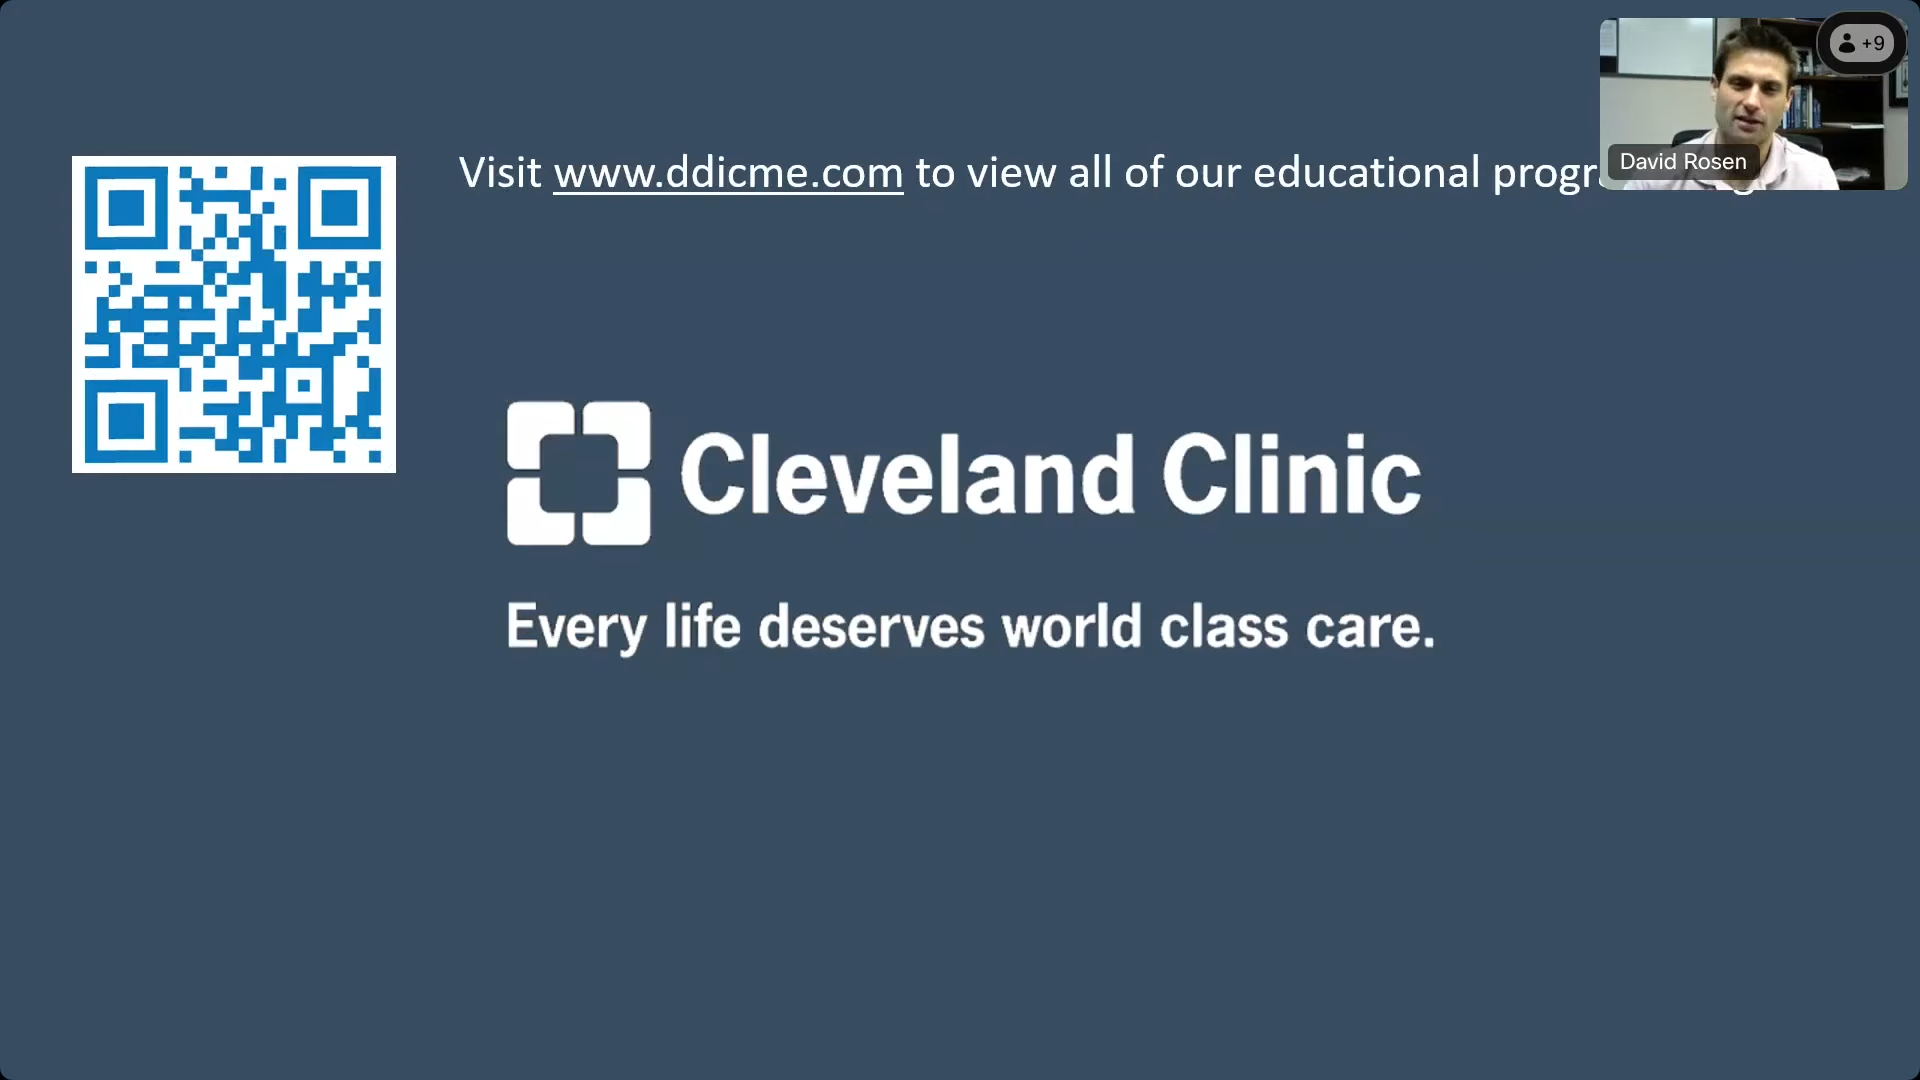 +9
David Rosen
Visit www.ddicme.com to view all of our educational
Cleveland Clinic
Every life deserves world class care.